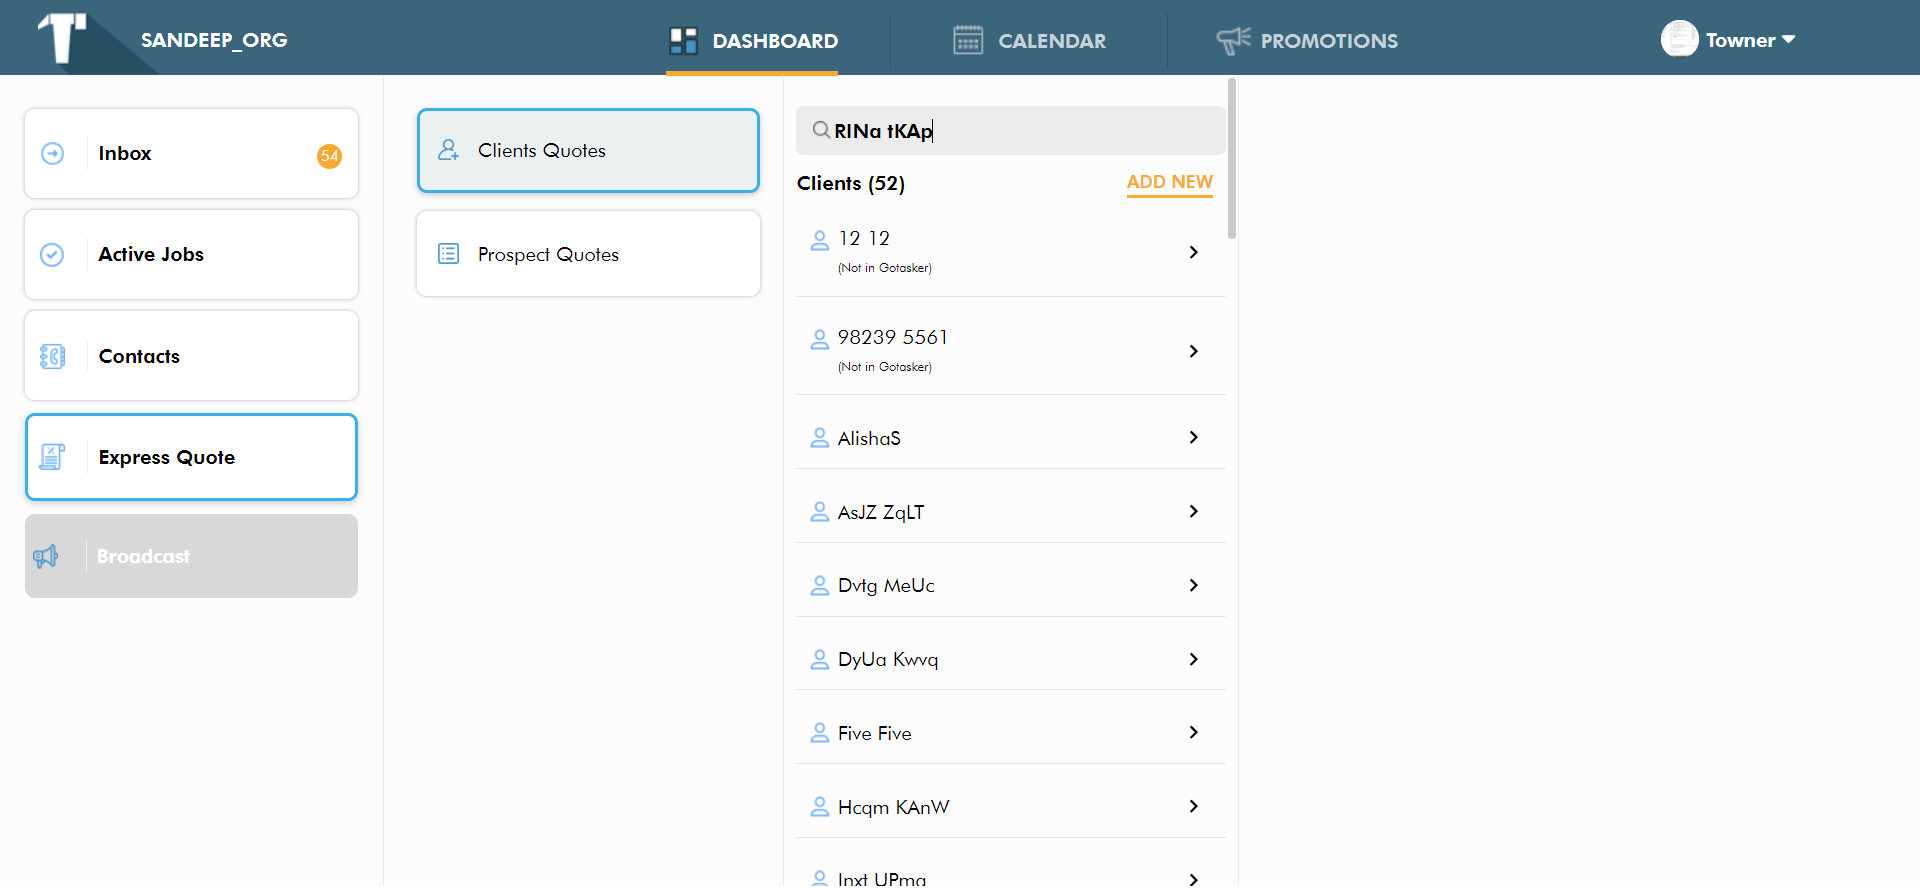 SANDEEP_ORG
DASHBOARD
CALENDAR
PROMOTIONS
Towner
Inbox
54
Active Jobs
Contacts
Express Quote
Broadcast
Clients Quotes
Prospect Quotes
RINa tKAp
Clients (52)
ADD NEW
12 12
(Not in Gotasker)
98239 5561
(Not in Gotasker)
AlishaS
AsJZ ZqLT
Dvtg MeUc
DyUa Kwvq
Five Five
Hcqm KAnW